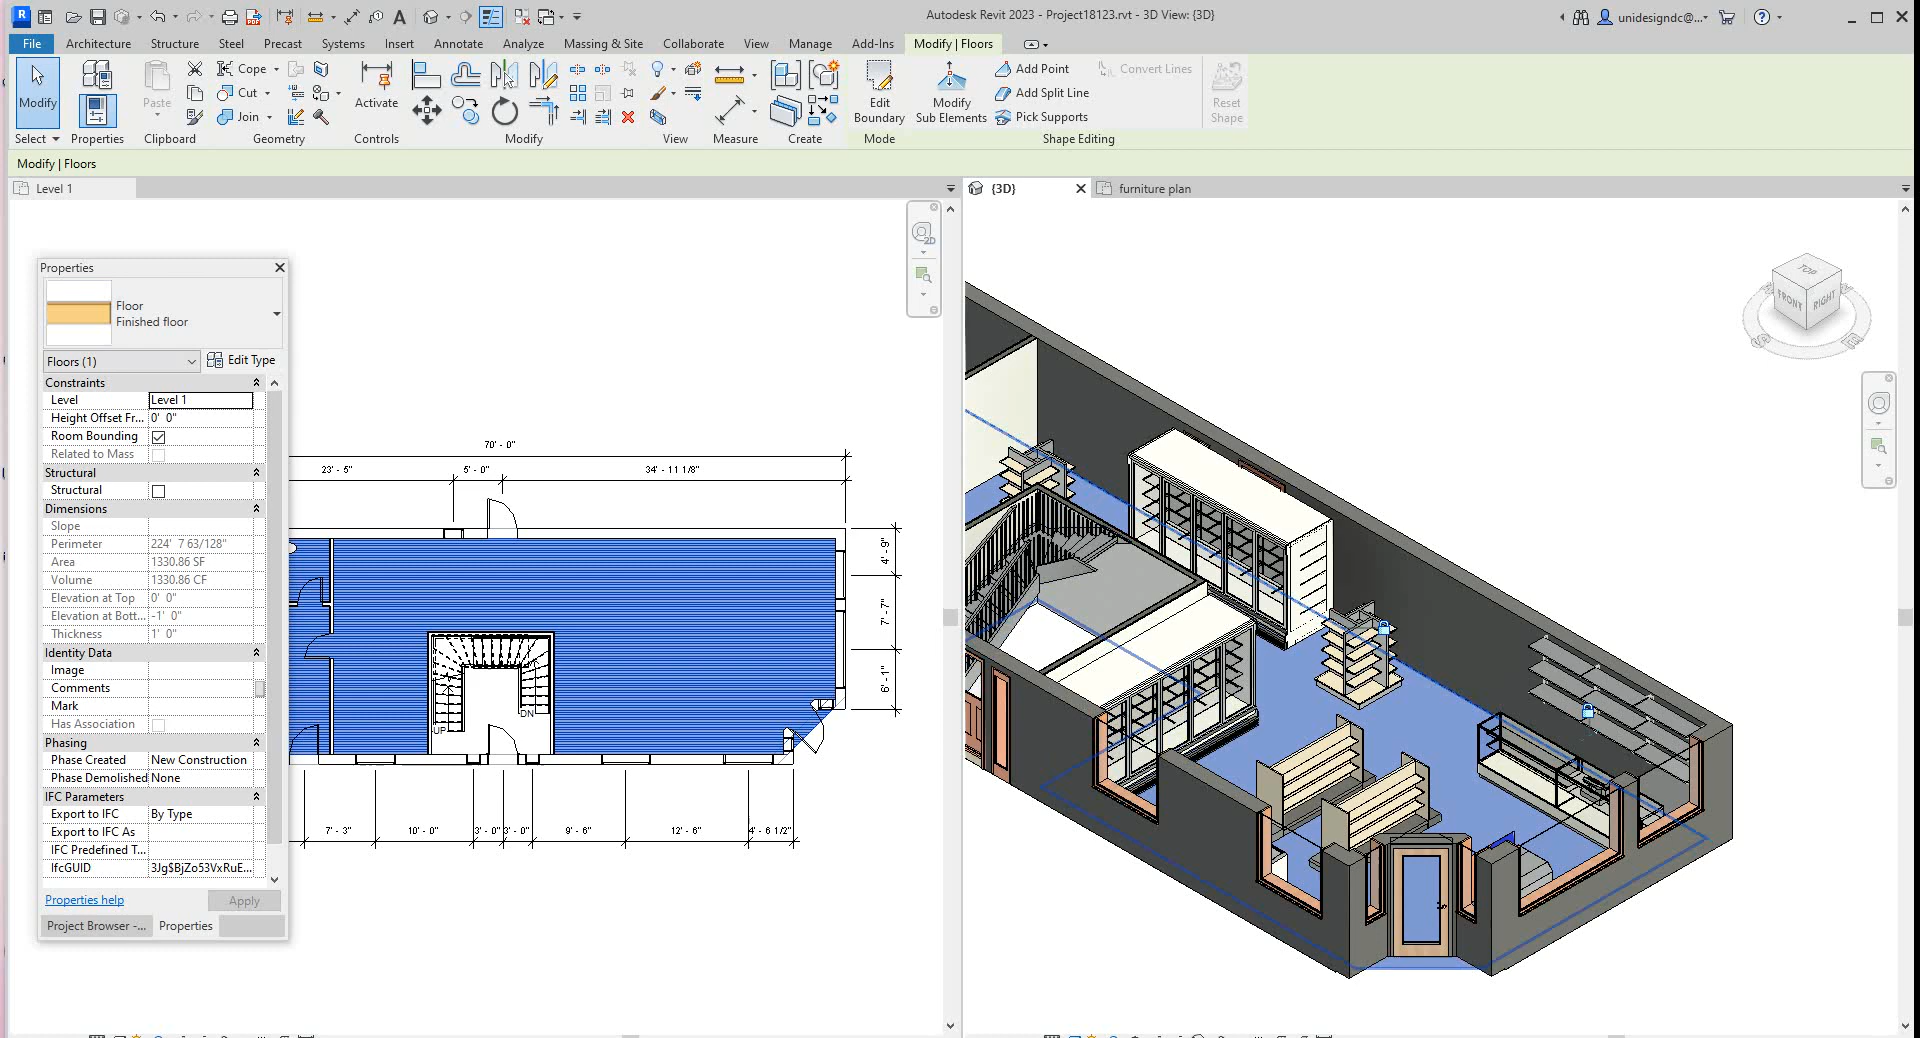 Autodesk Revit 2023 - Project18123.rvt - 3D View: {3D}
unidesigndc@...
File
Architecture
Structure
Steel
Precast
Systems
Insert
Annotate
Analyze
Massing & Site
Collaborate
View
Manage
Add-Ins
Modify | Floors
Modify
Properties
Paste
Cope
Cut
Join
Activate
Edit
Boundary
Modify
Sub Elements
Add Point
Add Split Line
Pick Supports
Convert Lines
Reset
Shape
Select
Properties
Clipboard
Geometry
Controls
Modify
View
Measure
Create
Mode
Shape Editing
Modify | Floors
Level 1
{3D}
furniture plan
2D
Properties
Floor
Finished floor
Floors (1)
Edit Type
Constraints
Level
Level 1
Height Offset Fr...
0' 0"
Room Bounding
Related to Mass
Structural
Structural
Dimensions
Slope
Perimeter
224' 7 63/128"
Area
1330.86 SF
Volume
1330.86 CF
Elevation at Top
0' 0"
Elevation at Bott...
-1' 0"
Thickness
1' 0"
Identity Data
Image
Comments
Mark
Has Association
Phasing
Phase Created
New Construction
Phase Demolished
None
IFC Parameters
Export to IFC
By Type
Export to IFC As
IFC Predefined T...
IfcGUID
3Jg$BjZo53VxRuE...
Properties help
Apply
Project Browser -...
Properties
70' - 0"
23' - 5"
5' - 0"
34' - 11 1/8"
4' - 9"
7' - 7"
6' - 1"
UP
DN
7' - 3"
10' - 0"
3' - 0"
3' - 0"
9' - 6"
12' - 6"
4' - 6 1/2"
TOP
FRONT
RIGHT
S
E